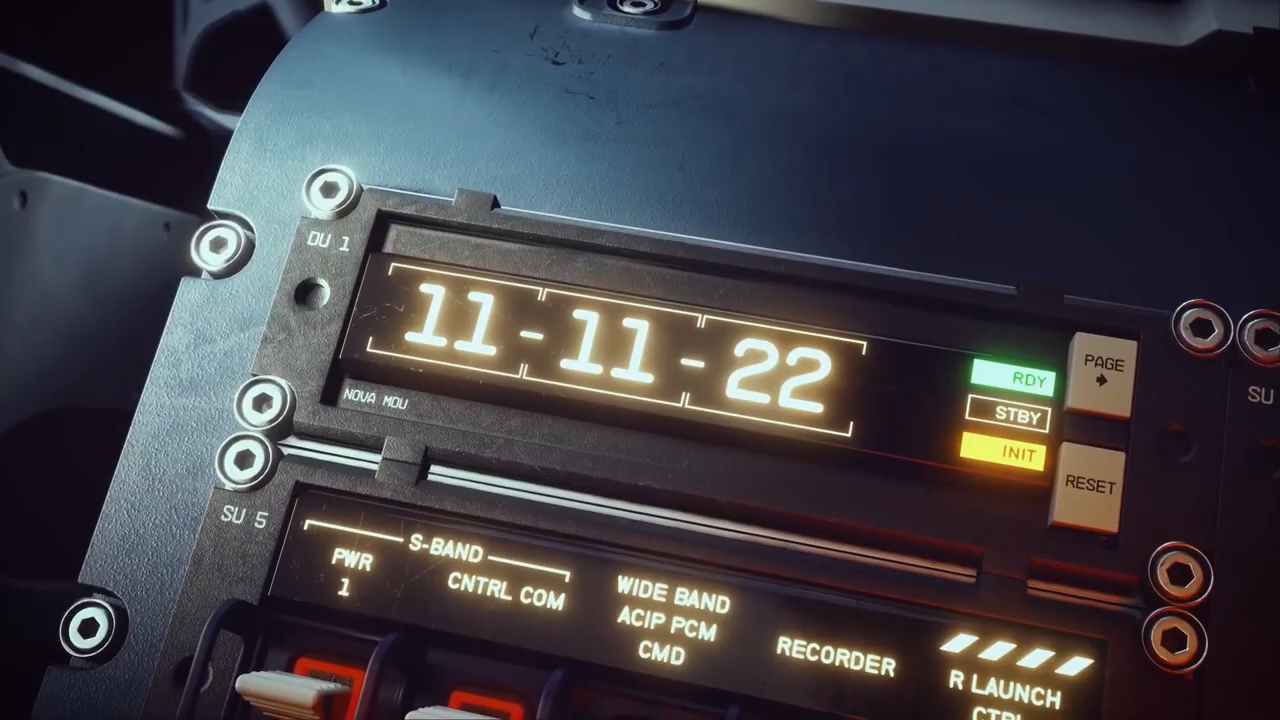 DU 1
11-11-22
RDY
STBY
INIT
PAGE
RESET
NOVA MDU
SU
SU 5
S-BAND
PWR
1
CNTRL COM
WIDE BAND
ACIP PCM
CMD
RECORDER
R LAUNCH
CTRL